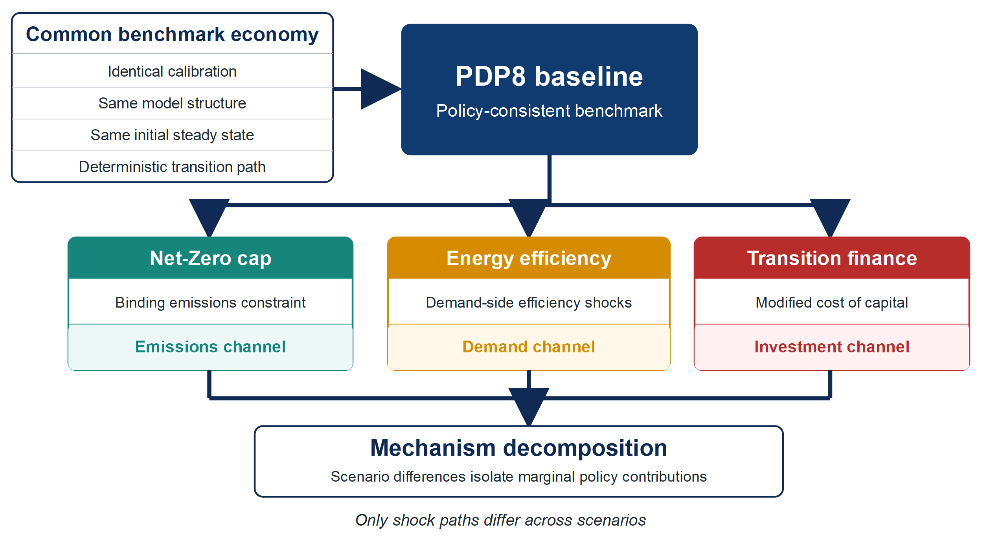 Common benchmark economy
Identical calibration
Same model structure
Same initial steady state
Deterministic transition path
PDP8 baseline
Policy-consistent benchmark
Net-Zero cap
Binding emissions constraint
Emissions channel
Energy efficiency
Demand-side efficiency shocks
Demand channel
Transition finance
Modified cost of capital
Investment channel
Mechanism decomposition
Scenario differences isolate marginal policy contributions
Only shock paths differ across scenarios